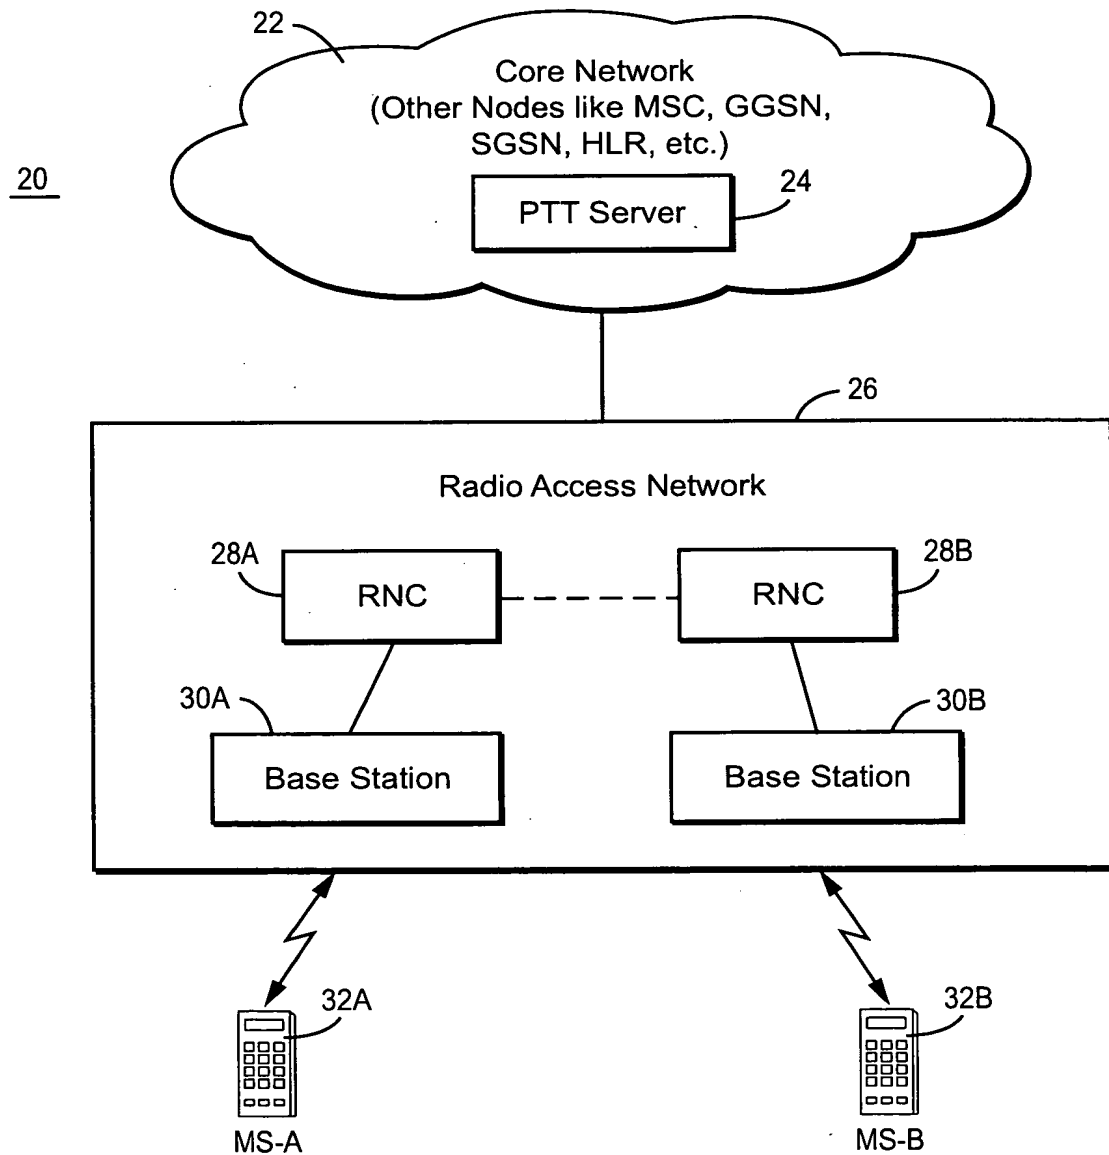 22
Core Network
(Other Nodes like MSC, GGSN,
SGSN, HLR, etc.)
20
24
PTT Server
26
Radio Access Network
28A
28B
RNC
RNC
30A
30B
Base Station
Base Station
32A
32B
MS-A
MS-B